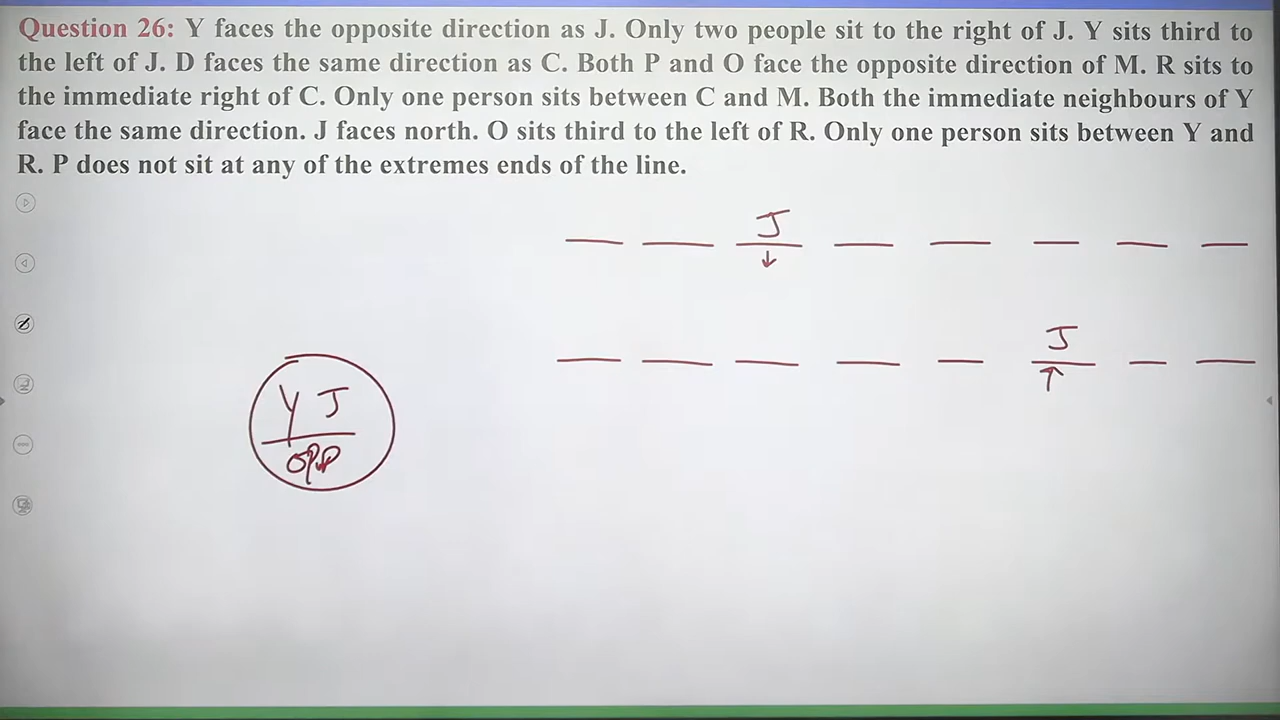 Question 26: Y faces the opposite direction as J. Only two people sit to the right of J. Y sits third to
the left of J. D faces the same direction as C. Both P and O face the opposite direction of M. R sits to
the immediate right of C. Only one person sits between C and M. Both the immediate neighbours of Y
face the same direction. J faces north. O sits third to the left of R. Only one person sits between Y and
R. P does not sit at any of the extremes ends of the line.
J
J
Y J
opp